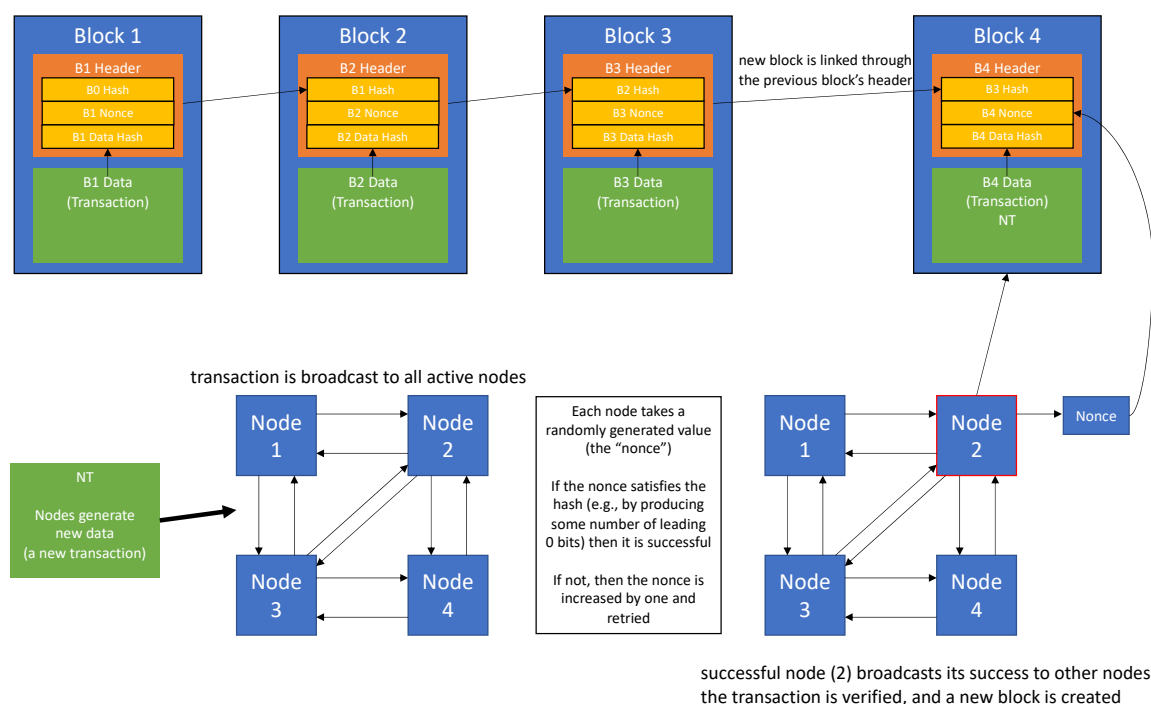 Block 1
B1 Header
B0 Hash
B1 Nonce
B1 Data Hash
B1 Data
(Transaction)
Block 2
B2 Header
B1 Hash
B2 Nonce
B2 Data Hash
B2 Data
(Transaction)
Block 3
B3 Header
B2 Hash
B3 Nonce
B3 Data Hash
B3 Data
(Transaction)
new block is linked through
the previous block's header
Block 4
B4 Header
B3 Hash
B4 Nonce
B4 Data Hash
B4 Data
(Transaction)
NT
transaction is broadcast to all active nodes
NT
Nodes generate
new data
(a new transaction)
Node
1
Node
2
Node
3
Node
4
Each node takes a
randomly generated value
(the “nonce”)
If the nonce satisfies the
hash (e.g., by producing
some number of leading
0 bits) then it is successful
If not, then the nonce is
increased by one and
retried
Node
1
Node
2
Nonce
Node
3
Node
4
successful node (2) broadcasts its success to other nodes
the transaction is verified, and a new block is created